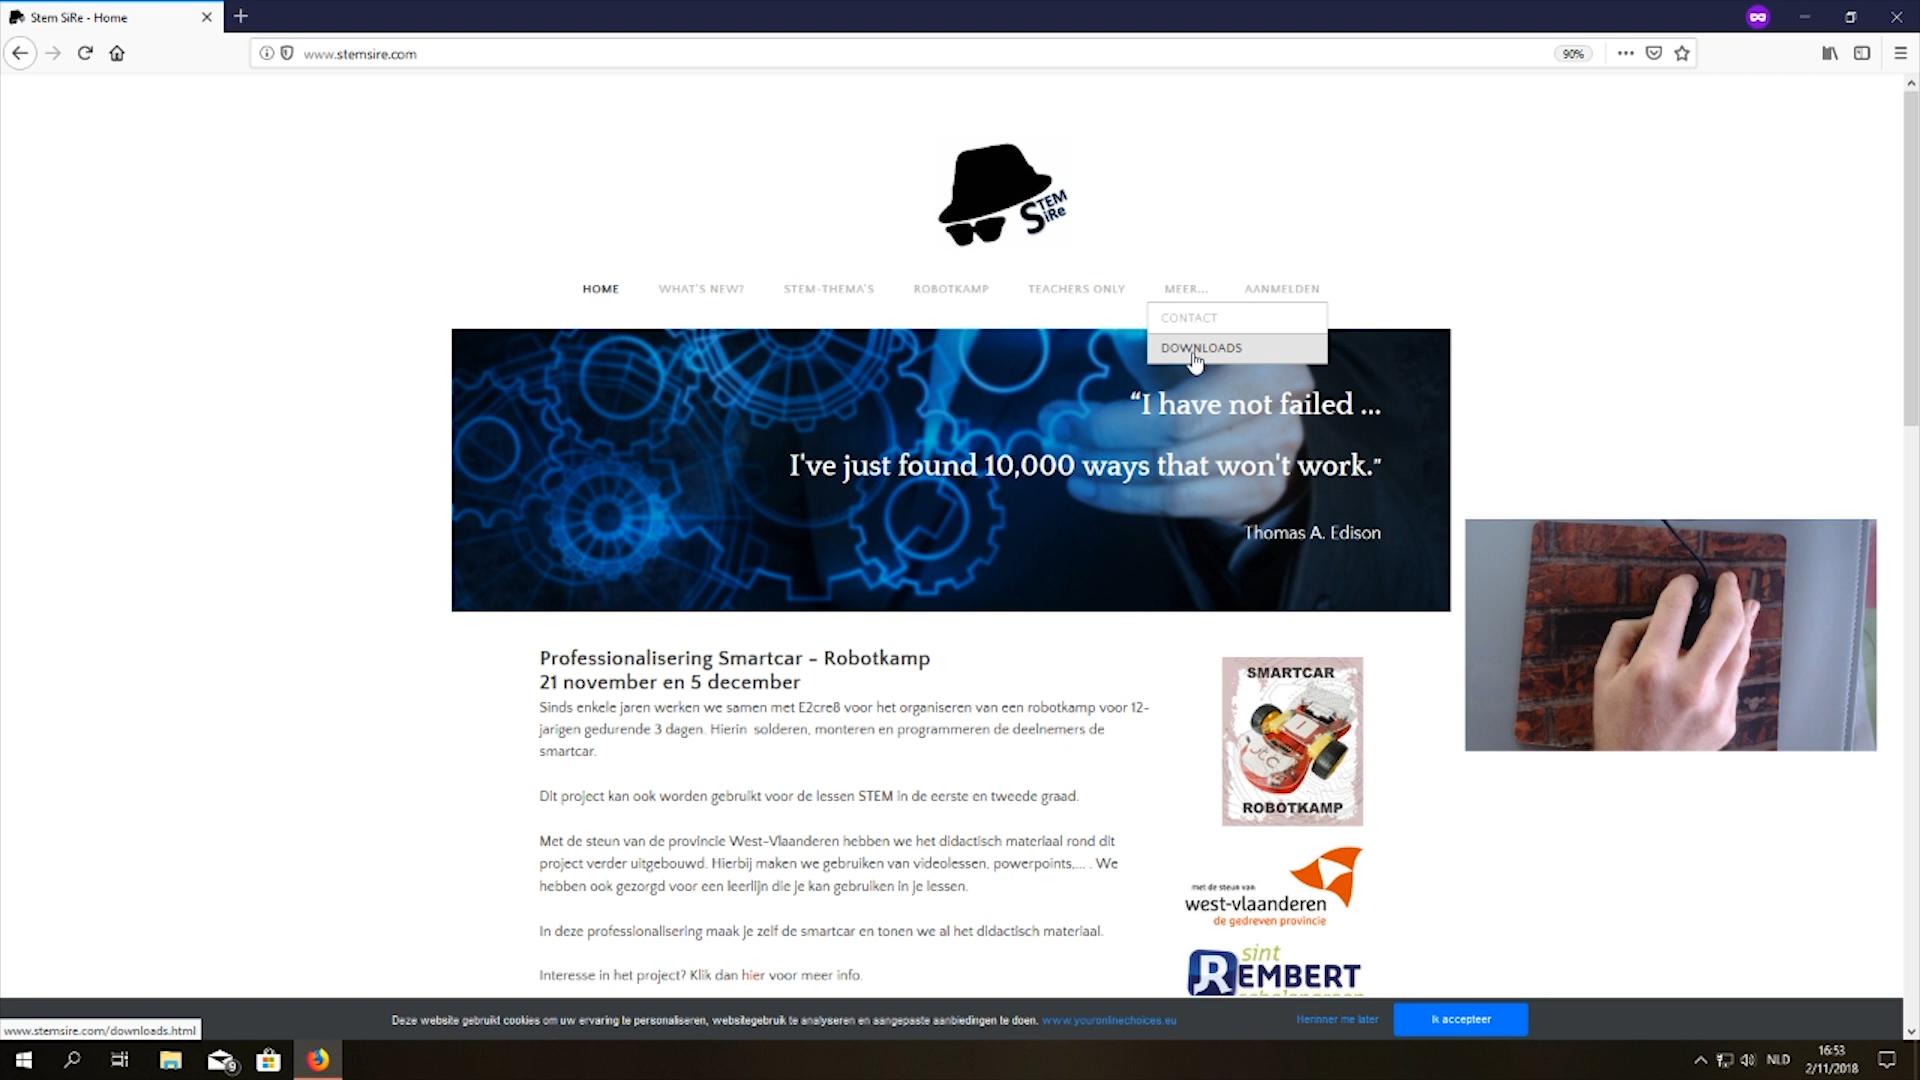 Stem SiRe - Home
www.stemsire.com
90%
STEM
SiRe
HOME
WHAT'S NEW?
STEM-THEMA'S
ROBOTKAMP
TEACHERS ONLY
MEER...
AANMELDEN
CONTACT
DOWNLOADS
“I have not failed ...
I've just found 10,000 ways that won't work.”
Thomas A. Edison
Professionalisering Smartcar - Robotkamp
21 november en 5 december
Sinds enkele jaren werken we samen met E2cre8 voor het organiseren van een robotkamp voor 12-
jarigen gedurende 3 dagen. Hierin solderen, monteren en programmeren de deelnemers de
smartcar.
Dit project kan ook worden gebruikt voor de lessen STEM in de eerste en tweede graad.
Met de steun van de provincie West-Vlaanderen hebben we het didactisch materiaal rond dit
project verder uitgebouwd. Hierbij maken we gebruiken van videolessen, powerpoints,... . We
hebben ook gezorgd voor een leerlijn die je kan gebruiken in je lessen.
In deze professionalisering maak je zelf de smartcar en tonen we al het didactisch materiaal.
Interesse in het project? Klik dan hier voor meer info.
SMARTCAR
ROBOTKAMP
met de steun van
west-vlaanderen
de gedreven provincie
sint
REMBERT
Deze website gebruikt cookies om uw ervaring te personaliseren, websitegebruik te analyseren en aangepaste aanbiedingen te doen. www.youronlinechoices.eu
Herinner me later
Ik accepteer
www.stemsire.com/downloads.html
9
NLD
16:53
2/11/2018